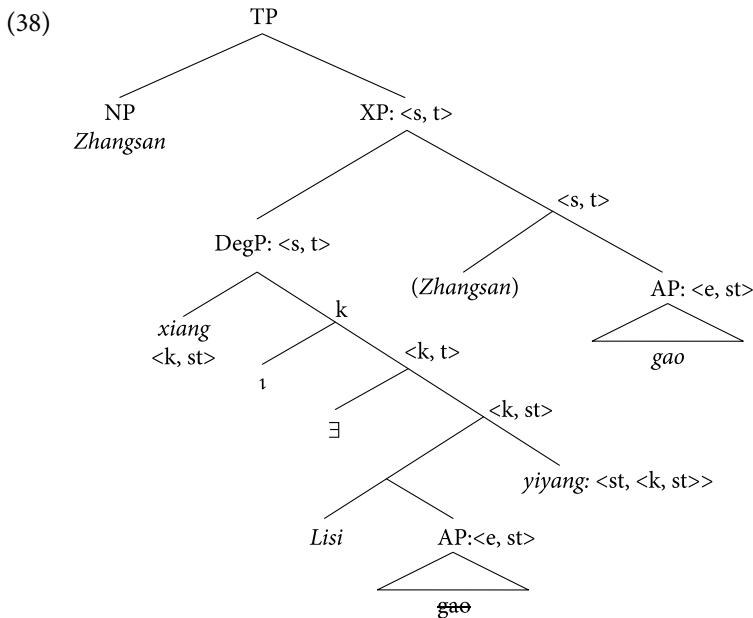 (38)
TP
NP
XP: <s, t>
Zhangsan
<s, t>
DegP: <s, t>
(Zhangsan)
AP: <e, st>
xiang
k
<k, st>
gao
ι
<k, t>
∃
<k, st>
yiyang: <st, <k, st>>
Lisi
AP:<e, st>
gao